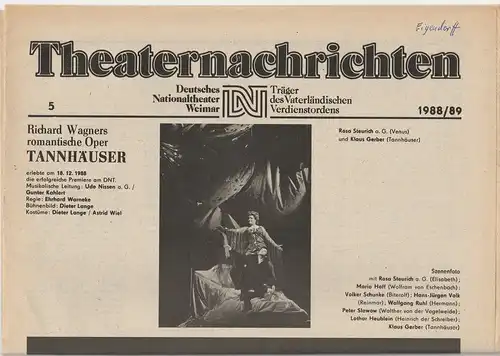 Eigendorff
Theaternachrichten
Deutsches
Nationaltheater
Weimar
DNT
Träger
des Vaterländischen
Verdienstordens
5
1988/89
Richard Wagners
romantische Oper
TANNHÄUSER
erlebte am 18. 12. 1988
die erfolgreiche Premiere am DNT.
Musikalische Leitung: Udo Nissen a. G. /
Gunter Kahlert
Regie: Ehrhard Warneke
Bühnenbild: Dieter Lange
Kostüme: Dieter Lange / Astrid Wiel
Rosa Steurich a. G. (Venus)
und Klaus Gerber (Tannhäuser)
Szenenfoto
mit Rosa Steurich a. G. (Elisabeth);
Mario Hoff (Wolfram von Eschenbach);
Volker Schunke (Biterolf); Hans-Jürgen Volk
(Reinmar); Wolfgang Ruhl (Hermann);
Peter Slawow (Walther von der Vogelweide);
Lothar Heublein (Heinrich der Schreiber);
Klaus Gerber (Tannhäuser)